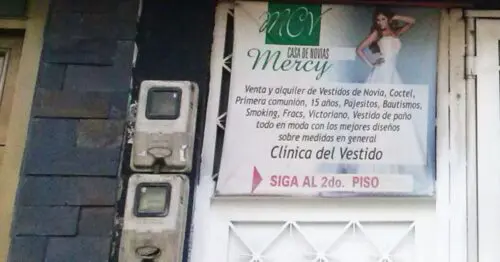 MCV
CASA DE NOVIAS
Mercy
Venta y alquiler de Vestidos de Novia, Coctel,
Primera comunión, 15 años, Pajesitos, Bautismos,
Smoking, Fracs, Victoriano, Vestido de paño
todo en moda con los mejores diseños
sobre medidas en general
Clínica del Vestido
SIGA AL 2do. PISO